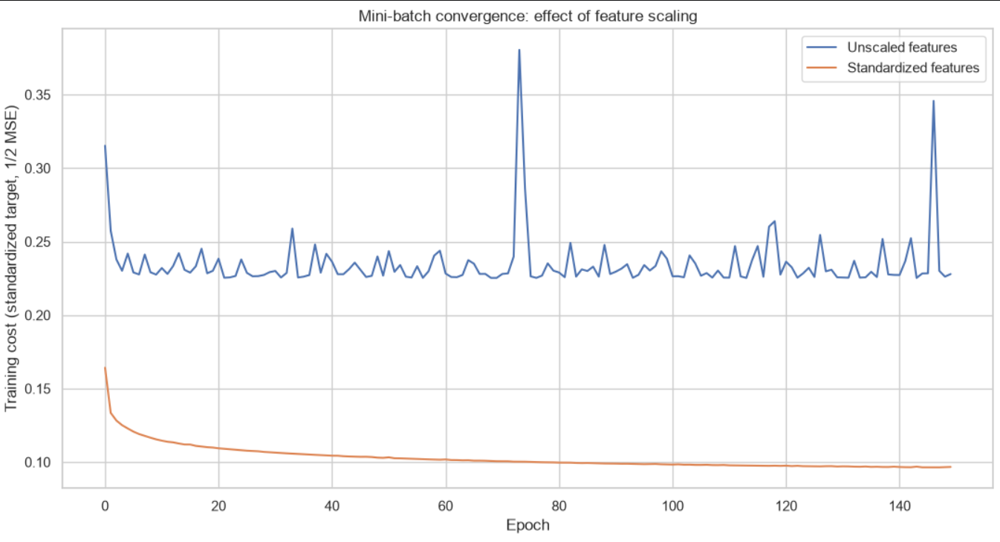 Mini-batch convergence: effect of feature scaling
Unscaled features
Standardized features
Training cost (standardized target, 1/2 MSE)
0.35
0.30
0.25
0.20
0.15
0.10
0
20
40
60
80
100
120
140
Epoch